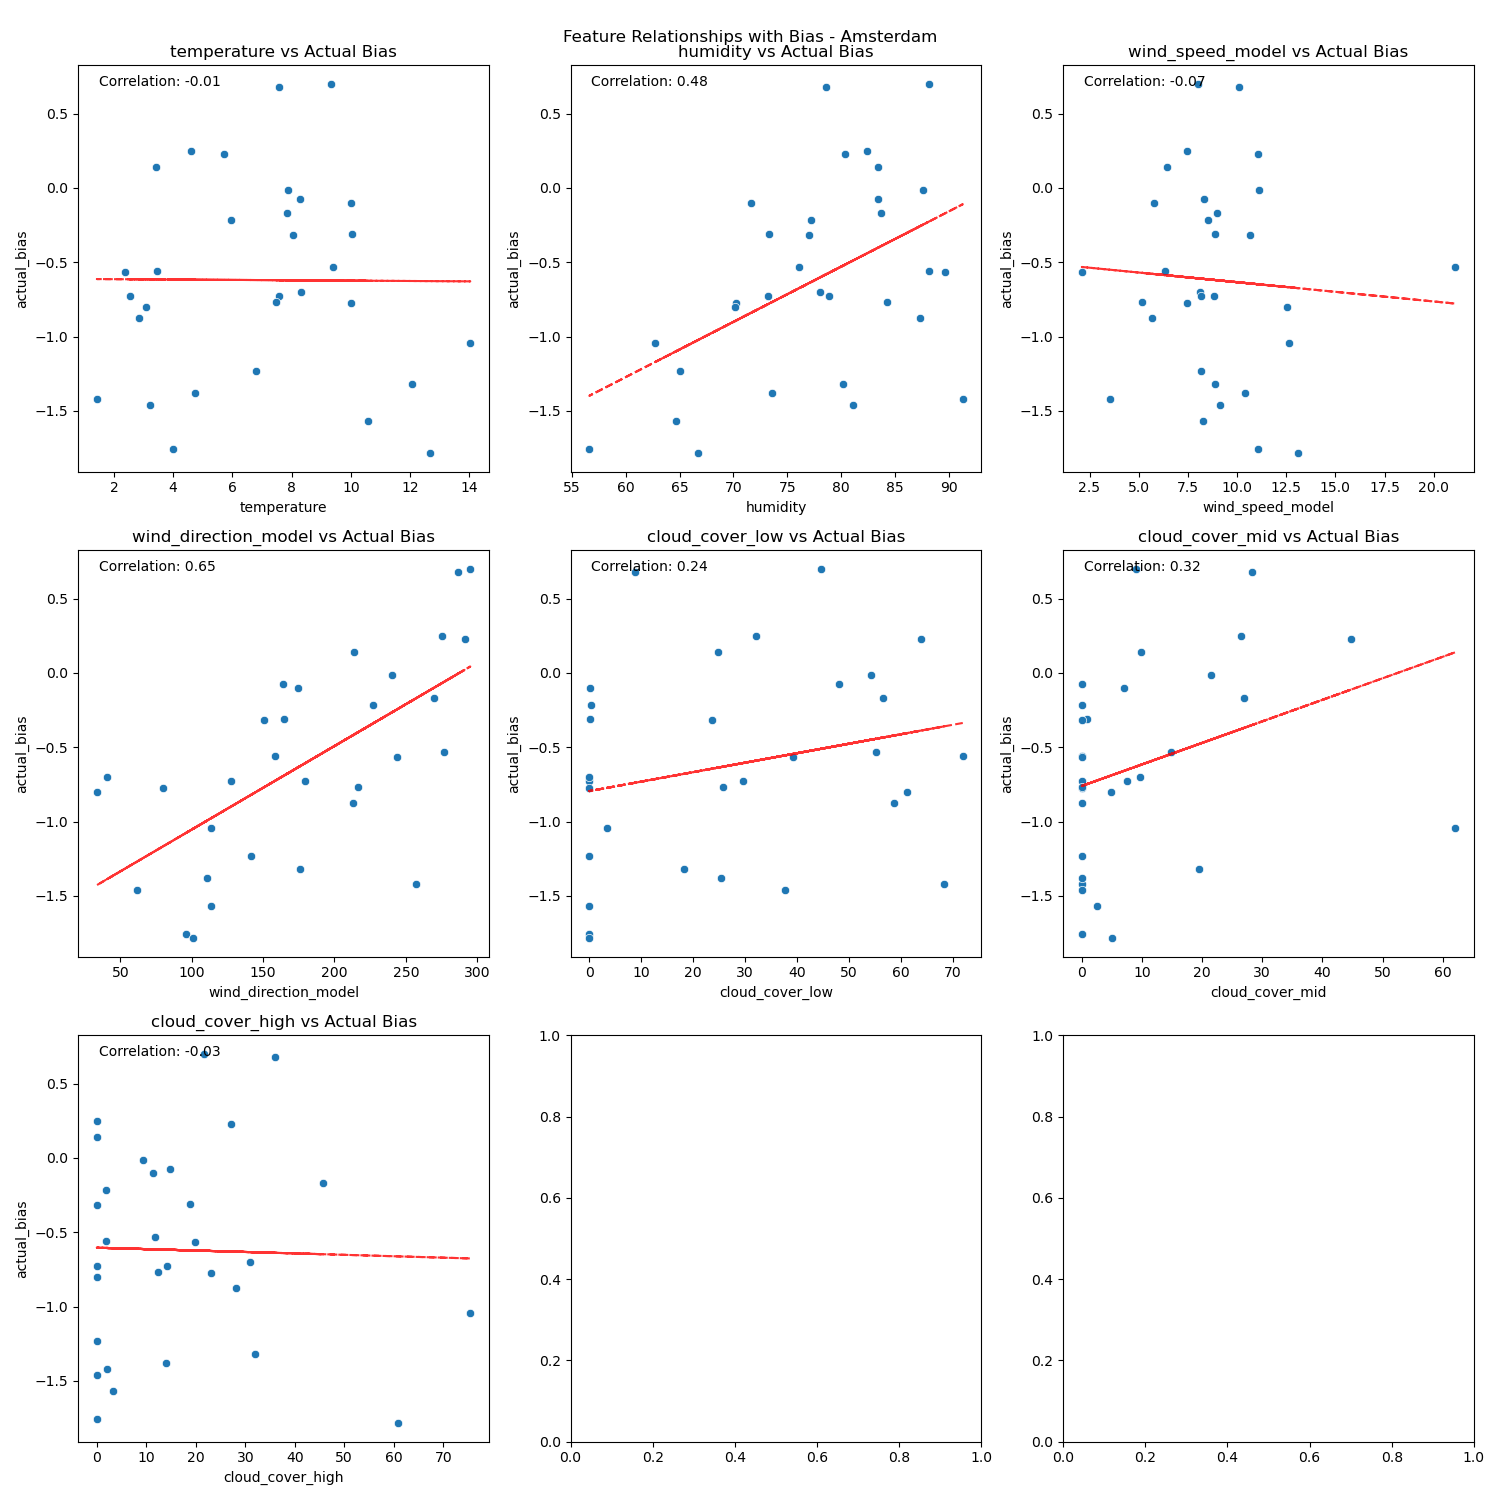 Feature Relationships with Bias - Amsterdam
temperature vs Actual Bias
Correlation: -0.01
actual_bias
0.5
0.0
−0.5
−1.0
−1.5
2 4 6 8 10 12 14
temperature
humidity vs Actual Bias
Correlation: 0.48
actual_bias
0.5
0.0
−0.5
−1.0
−1.5
55 60 65 70 75 80 85 90
humidity
wind_speed_model vs Actual Bias
Correlation: -0.07
actual_bias
0.5
0.0
−0.5
−1.0
−1.5
2.5 5.0 7.5 10.0 12.5 15.0 17.5 20.0
wind_speed_model
wind_direction_model vs Actual Bias
Correlation: 0.65
actual_bias
0.5
0.0
−0.5
−1.0
−1.5
50 100 150 200 250 300
wind_direction_model
cloud_cover_low vs Actual Bias
Correlation: 0.24
actual_bias
0.5
0.0
−0.5
−1.0
−1.5
0 10 20 30 40 50 60 70
cloud_cover_low
cloud_cover_mid vs Actual Bias
Correlation: 0.32
actual_bias
0.5
0.0
−0.5
−1.0
−1.5
0 10 20 30 40 50 60
cloud_cover_mid
cloud_cover_high vs Actual Bias
Correlation: -0.03
actual_bias
0.5
0.0
−0.5
−1.0
−1.5
0 10 20 30 40 50 60 70
cloud_cover_high
1.0
0.8
0.6
0.4
0.2
0.0
0.0 0.2 0.4 0.6 0.8 1.0
1.0
0.8
0.6
0.4
0.2
0.0
0.0 0.2 0.4 0.6 0.8 1.0